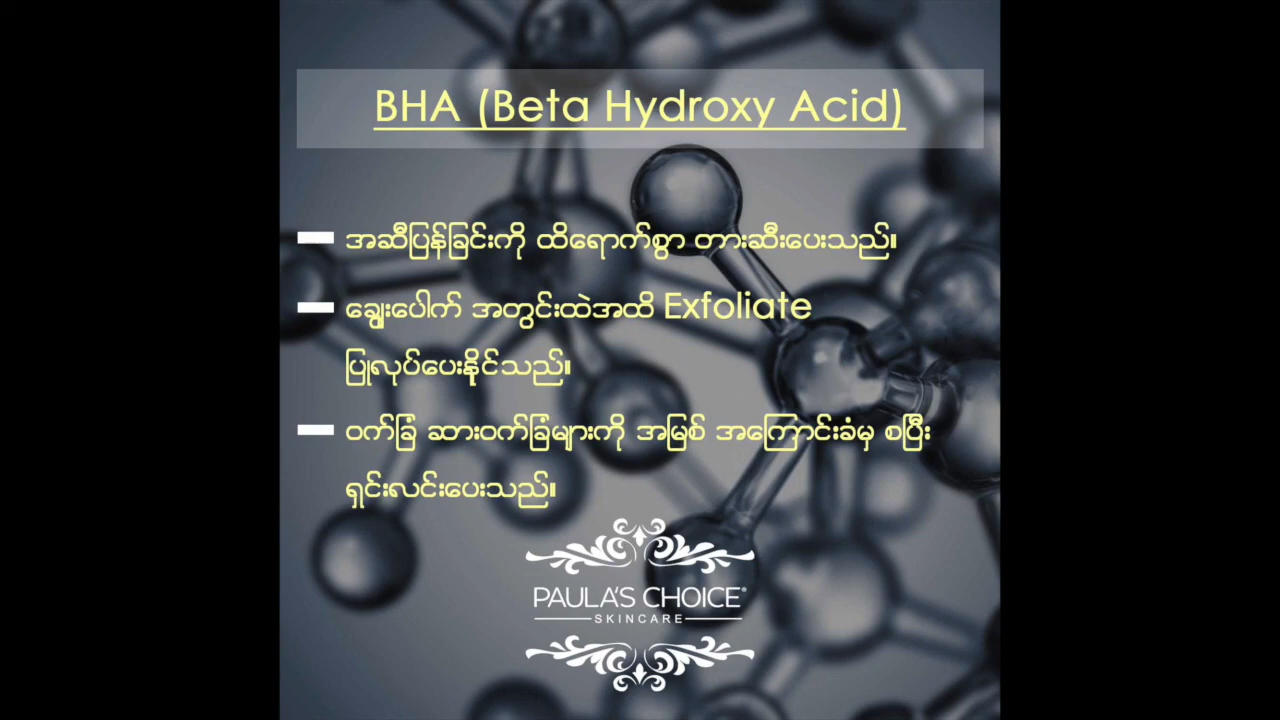 BHA (Beta Hydroxy Acid)
အဆီပြန်ခြင်းကို ထိရောက်စွာ တားဆီးပေးသည်။
ချွေးပေါက် အတွင်းထဲအထိ Exfoliate
ပြုလုပ်ပေးနိုင်သည်။
ဝက်ခြံ ဆားဝက်ခြံများကို အမြစ် အကြောင်းခံမှ စပြီး
ရှင်းလင်းပေးသည်။
PAULA'S CHOICE®
SKINCARE